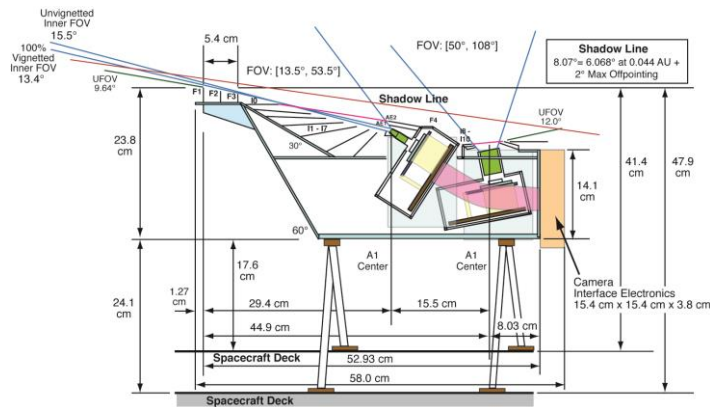 Unvignetted
Inner FOV
15.5°
100%
Vignetted
Inner FOV
13.4°
UFOV
9.64°
5.4 cm
FOV: [13.5°, 53.5°]
FOV: [50°, 108°]
Shadow Line
8.07°= 6.068° at 0.044 AU +
2° Max Offpointing
F1
F2
F3
I0
Shadow Line
AE1
AE2
F4
I8 -
I15
UFOV
12.0°
I1 - I7
30°
60°
23.8
cm
41.4
cm
47.9
cm
14.1
cm
A1
Center
A1
Center
Camera
Interface Electronics
15.4 cm x 15.4 cm x 3.8 cm
17.6
cm
1.27
cm
24.1
cm
29.4 cm
15.5 cm
44.9 cm
8.03 cm
Spacecraft Deck
52.93 cm
58.0 cm
Spacecraft Deck